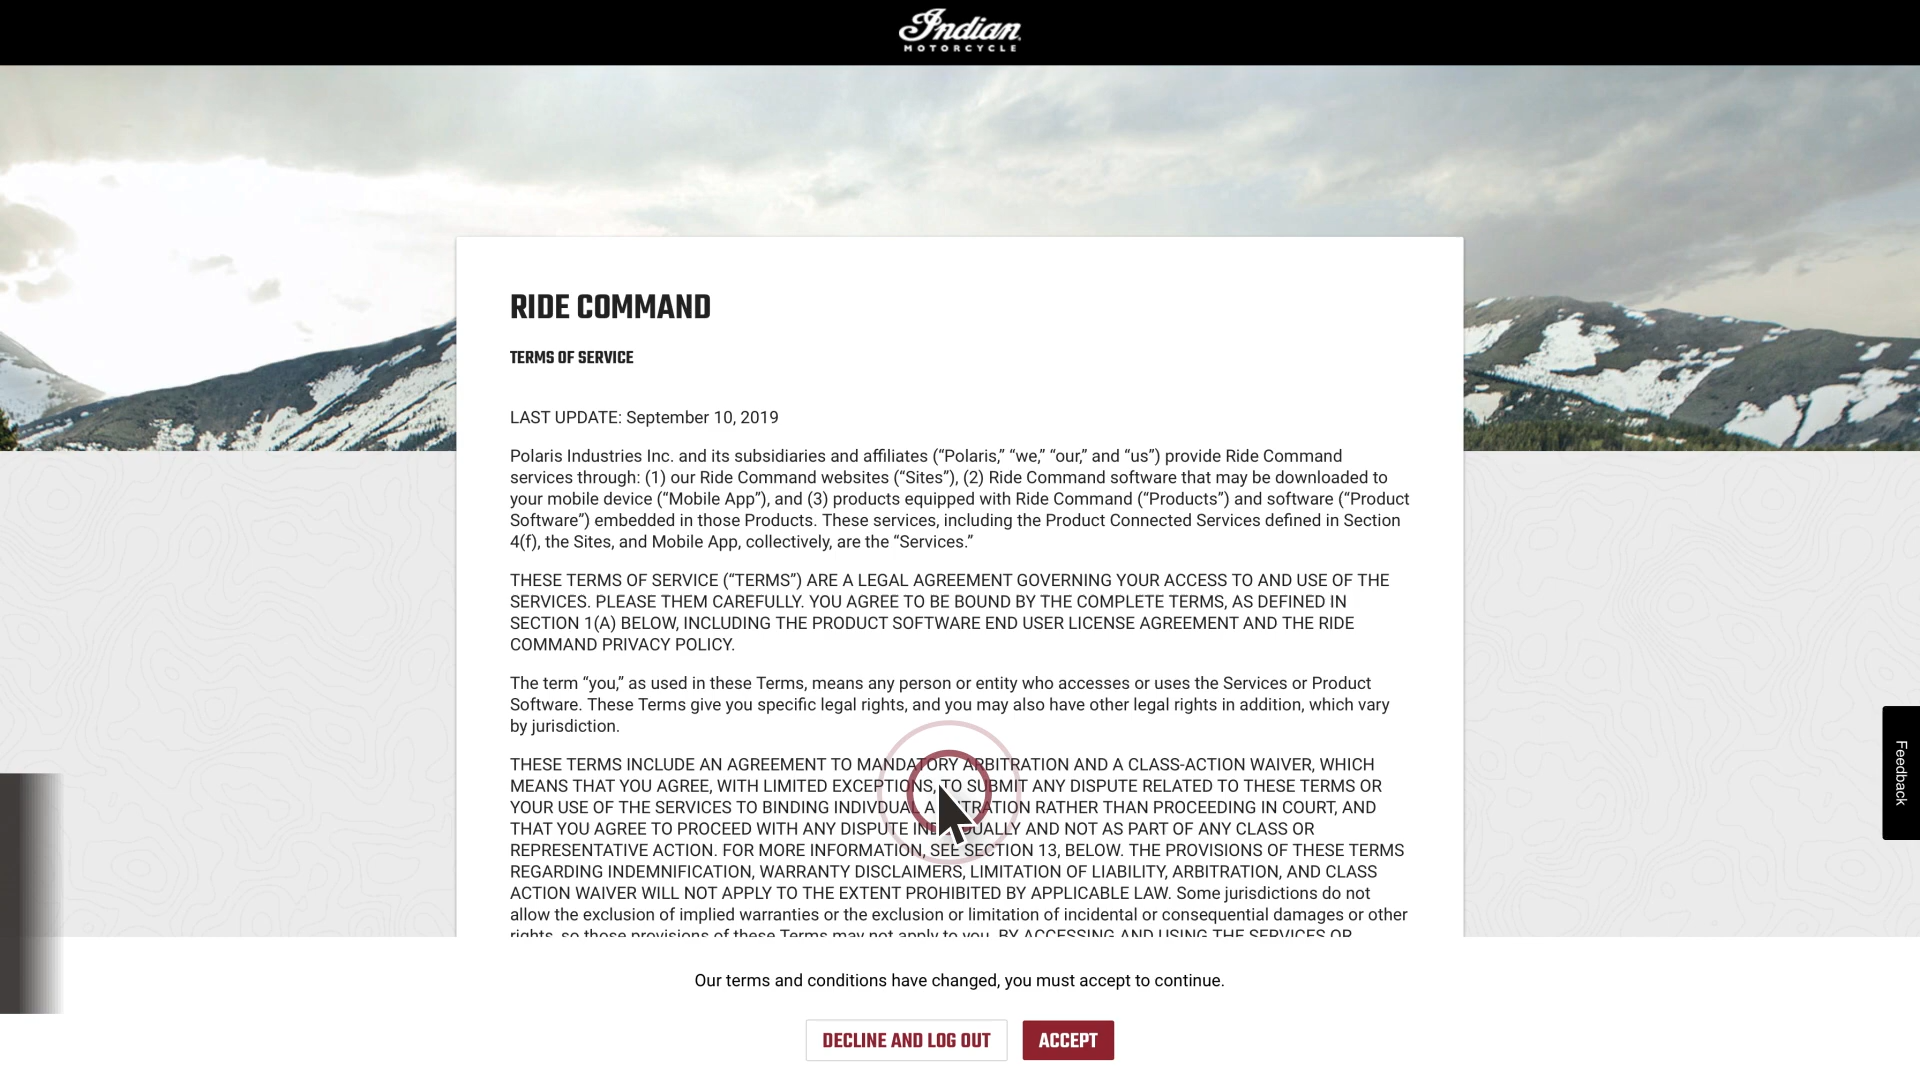 Indian
MOTORCYCLE
RIDE COMMAND
TERMS OF SERVICE
LAST UPDATE: September 10, 2019
Polaris Industries Inc. and its subsidiaries and affiliates (“Polaris,” “we,” “our,” and “us”) provide Ride Command
services through: (1) our Ride Command websites (“Sites”), (2) Ride Command software that may be downloaded to
your mobile device (“Mobile App”), and (3) products equipped with Ride Command (“Products”) and software (“Product
Software”) embedded in those Products. These services, including the Product Connected Services defined in Section
4(f), the Sites, and Mobile App, collectively, are the “Services.”
THESE TERMS OF SERVICE (“TERMS”) ARE A LEGAL AGREEMENT GOVERNING YOUR ACCESS TO AND USE OF THE
SERVICES. PLEASE THEM CAREFULLY. YOU AGREE TO BE BOUND BY THE COMPLETE TERMS, AS DEFINED IN
SECTION 1(A) BELOW, INCLUDING THE PRODUCT SOFTWARE END USER LICENSE AGREEMENT AND THE RIDE
COMMAND PRIVACY POLICY.
The term “you,” as used in these Terms, means any person or entity who accesses or uses the Services or Product
Software. These Terms give you specific legal rights, and you may also have other legal rights in addition, which vary
by jurisdiction.
THESE TERMS INCLUDE AN AGREEMENT TO MANDATORY ARBITRATION AND A CLASS-ACTION WAIVER, WHICH
MEANS THAT YOU AGREE, WITH LIMITED EXCEPTIONS, TO SUBMIT ANY DISPUTE RELATED TO THESE TERMS OR
YOUR USE OF THE SERVICES TO BINDING INDIVDUAL RATHER THAN PROCEEDING IN COURT, AND
THAT YOU AGREE TO PROCEED WITH ANY DISPUTE AND NOT AS PART OF ANY CLASS OR
REPRESENTATIVE ACTION. FOR MORE INFORMATION, SEE SECTION 13, BELOW. THE PROVISIONS OF THESE TERMS
REGARDING INDEMNIFICATION, WARRANTY DISCLAIMERS, LIMITATION OF LIABILITY, ARBITRATION, AND CLASS
ACTION WAIVER WILL NOT APPLY TO THE EXTENT PROHIBITED BY APPLICABLE LAW. Some jurisdictions do not
allow the exclusion of implied warranties or the exclusion or limitation of incidental or consequential damages or other
rights, so those provisions of these Terms may not apply to you. BY ACCESSING AND USING THE SERVICES OR
Feedback
Our terms and conditions have changed, you must accept to continue.
DECLINE AND LOG OUT
ACCEPT